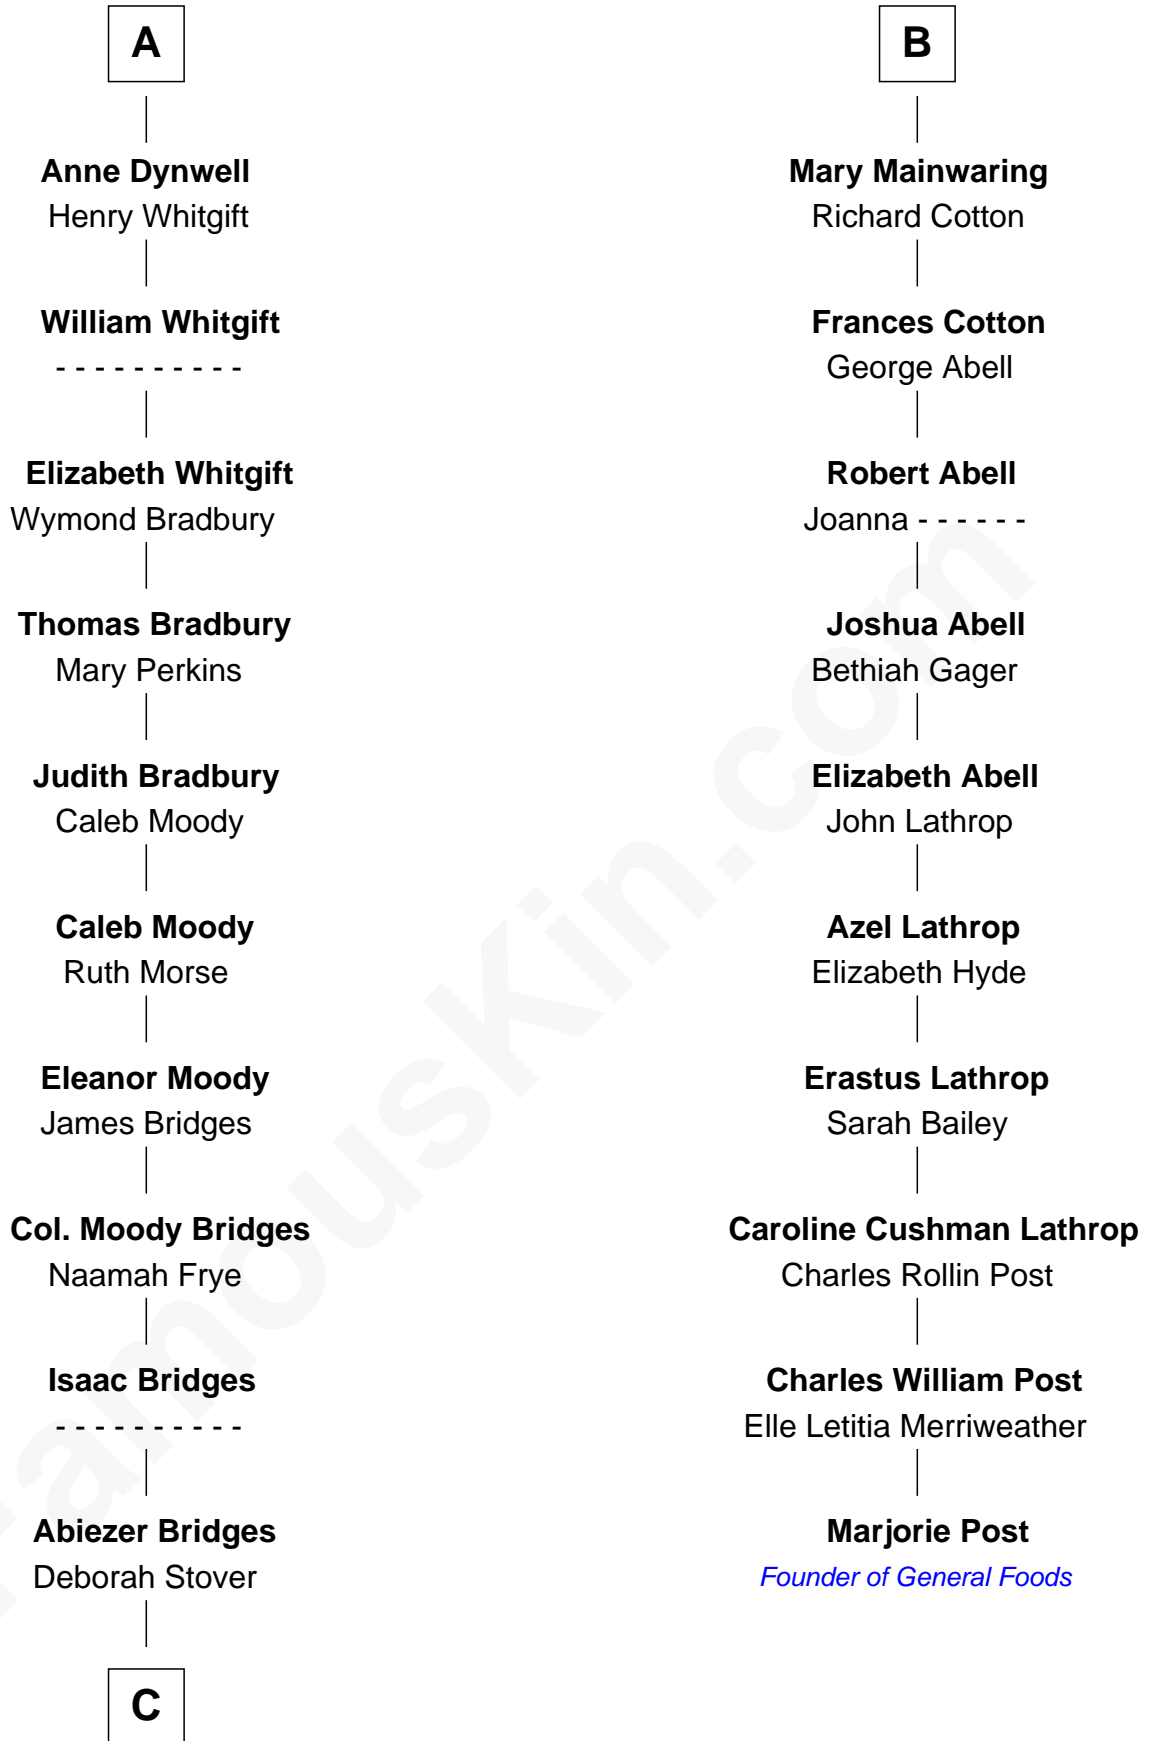 A
Anne Dynwell
Henry Whitgift
William Whitgift
- - - - - - - - - -
Elizabeth Whitgift
Wymond Bradbury
Thomas Bradbury
Mary Perkins
Judith Bradbury
Caleb Moody
Caleb Moody
Ruth Morse
Eleanor Moody
James Bridges
Col. Moody Bridges
Naamah Frye
Isaac Bridges
- - - - - - - - - -
Abiezer Bridges
Deborah Stover
C
B
Mary Mainwaring
Richard Cotton
Frances Cotton
George Abell
Robert Abell
Joanna - - - - - -
Joshua Abell
Bethiah Gager
Elizabeth Abell
John Lathrop
Azel Lathrop
Elizabeth Hyde
Erastus Lathrop
Sarah Bailey
Caroline Cushman Lathrop
Charles Rollin Post
Charles William Post
Elle Letitia Merriweather
Marjorie Post
Founder of General Foods
FamousKin.com